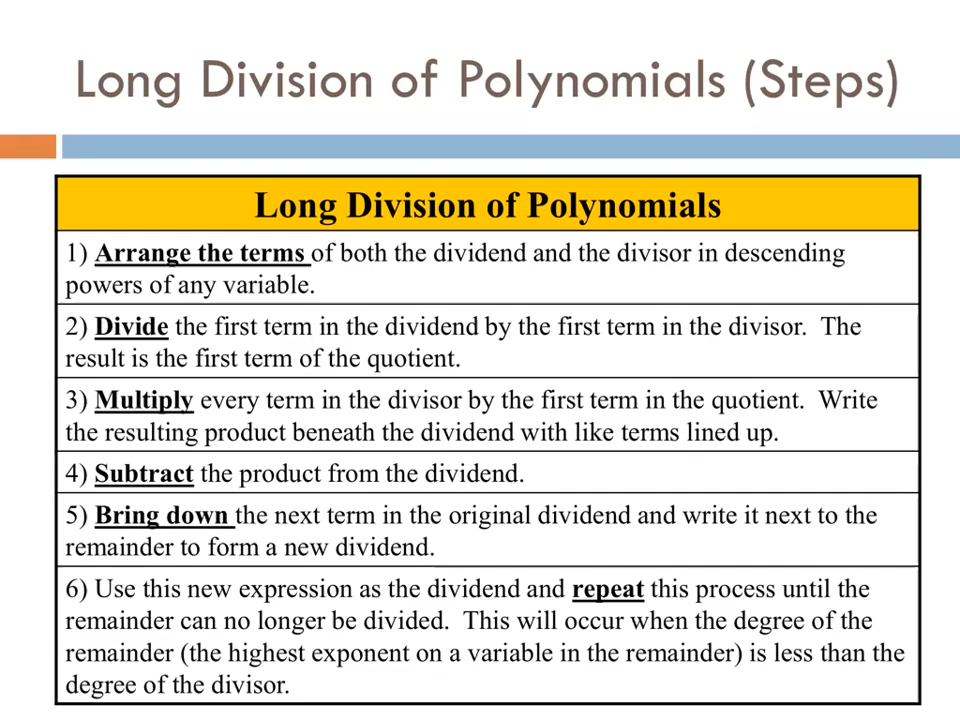 Long Division of Polynomials (Steps)
Long Division of Polynomials
1) Arrange the terms of both the dividend and the divisor in descending
powers of any variable.
2) Divide the first term in the dividend by the first term in the divisor.  The
result is the first term of the quotient.
3) Multiply every term in the divisor by the first term in the quotient.  Write
the resulting product beneath the dividend with like terms lined up.
4) Subtract the product from the dividend.
5) Bring down the next term in the original dividend and write it next to the
remainder to form a new dividend.
6) Use this new expression as the dividend and repeat this process until the
remainder can no longer be divided.  This will occur when the degree of the
remainder (the highest exponent on a variable in the remainder) is less than the
degree of the divisor.